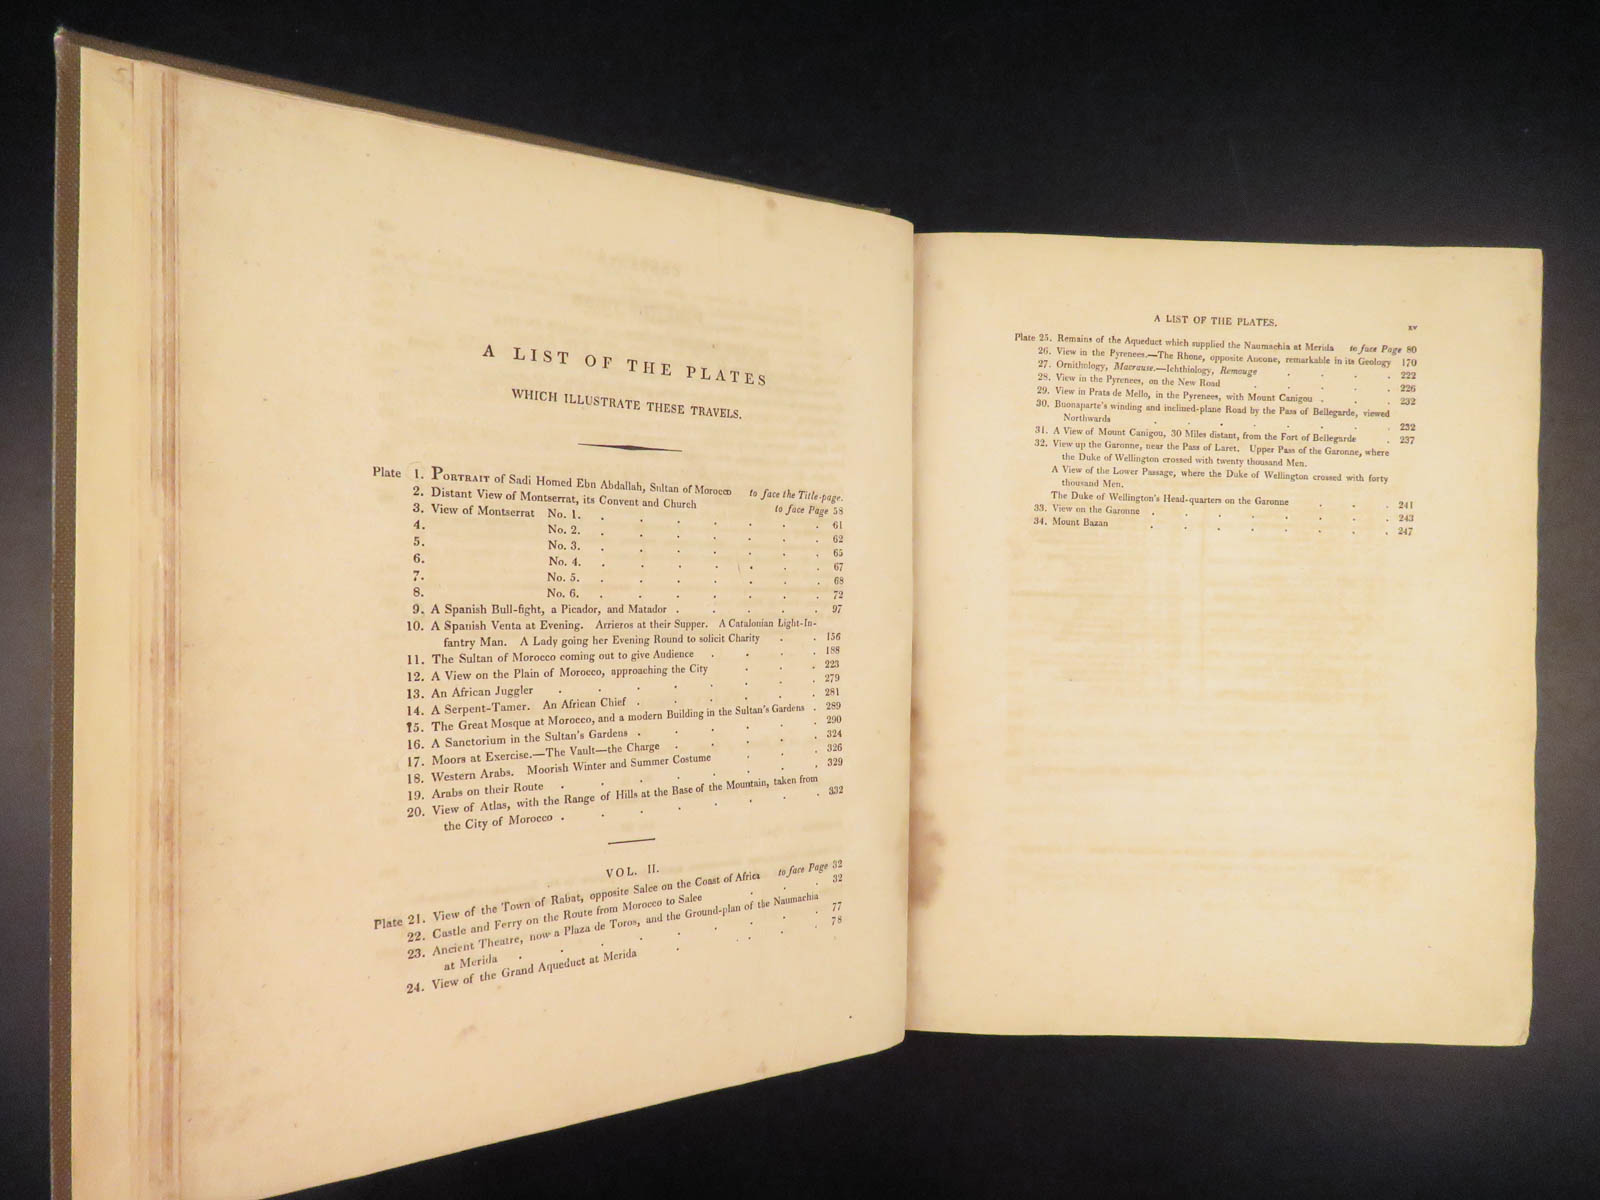 A LIST OF THE PLATES
WHICH ILLUSTRATE THESE TRAVELS.
Plate 1. PORTRAIT of Sadi Homed Ebn Abdallah, Sultan of Morocco to face the Title-page.
2. Distant View of Montserrat, its Convent and Church to face Page 58
3. View of Montserrat No. 1. . . . . . . . 61
4. No. 2. . . . . . . . 62
5. No. 3. . . . . . . . 65
6. No. 4. . . . . . . . 67
7. No. 5. . . . . . . . 68
8. No. 6. . . . . . . . 72
9. A Spanish Bull-fight, a Picador, and Matador . . . . . 97
10. A Spanish Venta at Evening. Arrieros at their Supper. A Catalonian Light-In-
fantry Man. A Lady going her Evening Round to solicit Charity . . 156
11. The Sultan of Morocco coming out to give Audience . . . . 188
12. A View on the Plain of Morocco, approaching the City . . . 223
13. An African Juggler . . . . . . . . 279
14. A Serpent-Tamer. An African Chief . . . . . . 281
15. The Great Mosque at Morocco, and a modern Building in the Sultan's Gardens . 289
16. A Sanctorium in the Sultan's Gardens . . . . . . 290
17. Moors at Exercise.—The Vault—the Charge . . . . . 324
18. Western Arabs. Moorish Winter and Summer Costume . . . 326
19. Arabs on their Route . . . . . . . . 329
20. View of Atlas, with the Range of Hills at the Base of the Mountain, taken from
the City of Morocco . . . . . . . . 332
VOL. II.
Plate 21. View of the Town of Rabat, opposite Salee on the Coast of Africa to face Page 32
22. Castle and Ferry on the Route from Morocco to Salee . . . 32
23. Ancient Theatre, now a Plaza de Toros, and the Ground-plan of the Naumachia
at Merida . . . . . . . . . 77
24. View of the Grand Aqueduct at Merida . . . . . 78
A LIST OF THE PLATES. xv
Plate 25. Remains of the Aqueduct which supplied the Naumachia at Merida to face Page 80
26. View in the Pyrenees.—The Rhone, opposite Ancone, remarkable in its Geology 170
27. Ornithology, Macrause.—Ichthiology, Remouge . . . . 222
28. View in the Pyrenees, on the New Road . . . . . 226
29. View in Prata de Mello, in the Pyrenees, with Mount Canigou . . . 232
30. Buonaparte's winding and inclined-plane Road by the Pass of Bellegarde, viewed
Northwards . . . . . . . . 232
31. A View of Mount Canigou, 30 Miles distant, from the Fort of Bellegarde . 237
32. View up the Garonne, near the Pass of Laret. Upper Pass of the Garonne, where
the Duke of Wellington crossed with twenty thousand Men.
A View of the Lower Passage, where the Duke of Wellington crossed with forty
thousand Men.
The Duke of Wellington's Head-quarters on the Garonne . . . 241
33. View on the Garonne . . . . . . . . 243
34. Mount Bazan . . . . . . . . 247